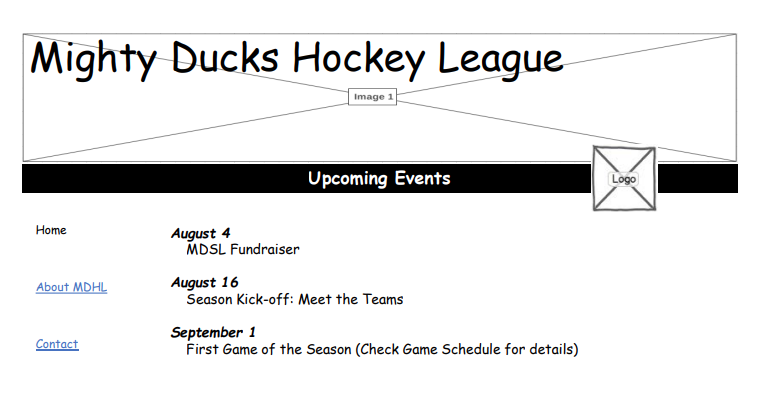 Mighty Ducks Hockey League
Image 1
Upcoming Events
Logo
Home
August 4
MDSL Fundraiser
About MDHL
August 16
Season Kick-off: Meet the Teams
September 1
Contact
First Game of the Season (Check Game Schedule for details)